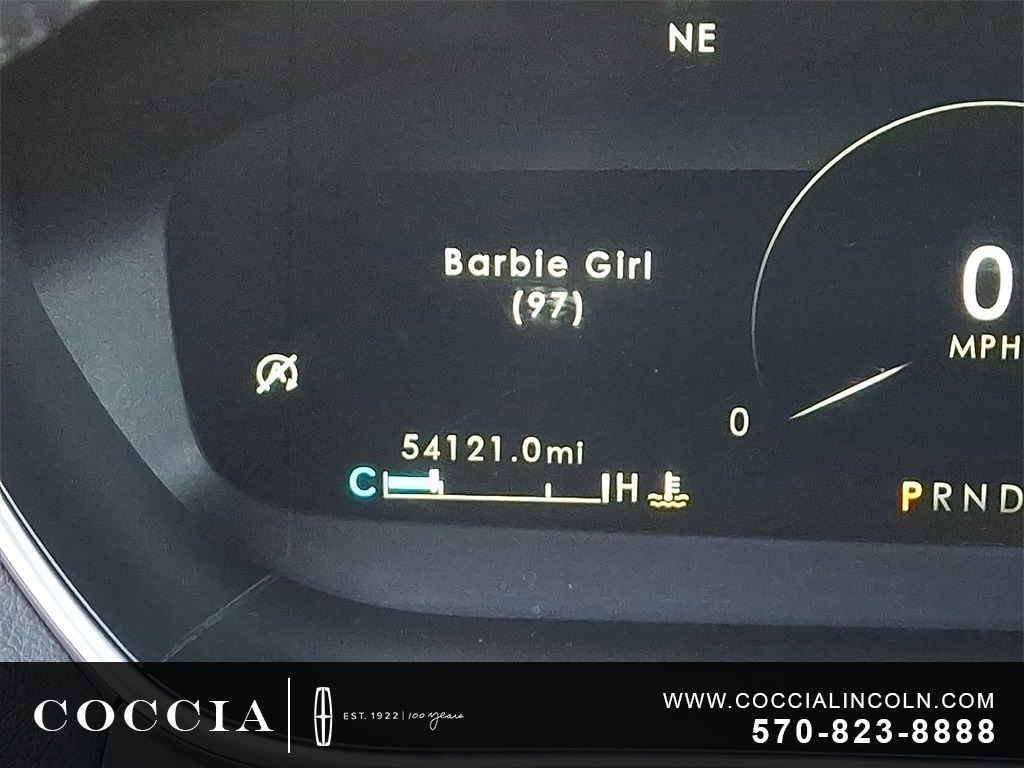 NE
Barbie Girl
(97)
0
MPH
0
54121.0mi
C H
PRND
COCCIA
EST. 1922 | 100 years
WWW.COCCIALINCOLN.COM
570-823-8888